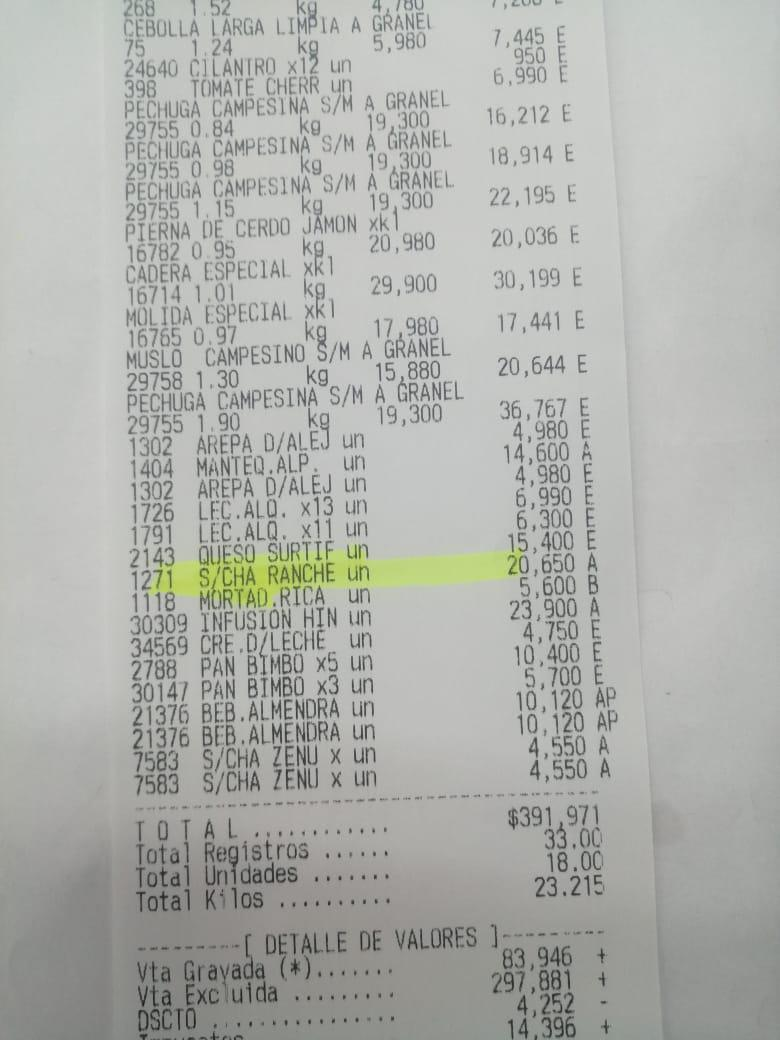 268 1.52 kg 4,780 7,266 E
CEBOLLA LARGA LIMPIA A GRANEL
75 1.24 kg 5,980 7,445 E
24640 CILANTRO x12 un 950 E
398 TOMATE CHERR un 6,990 E
PECHUGA CAMPESINA S/M A GRANEL
29755 0.84 kg 19,300 16,212 E
PECHUGA CAMPESINA S/M A GRANEL
29755 0.98 kg 19,300 18,914 E
PECHUGA CAMPESINA S/M A GRANEL
29755 1.15 kg 19,300 22,195 E
PIERNA DE CERDO JAMON xk1
16782 0.95 kg 20,980 20,036 E
CADERA ESPECIAL xk1
16714 1.01 kg 29,900 30,199 E
MOLIDA ESPECIAL xk1
16765 0.97 kg 17,980 17,441 E
MUSLO CAMPESINO S/M A GRANEL
29758 1.30 kg 15,880 20,644 E
PECHUGA CAMPESINA S/M A GRANEL
29755 1.90 kg 19,300 36,767 E
1302 AREPA D/ALEJ un 4,980 E
1404 MANTEQ.ALP. un 14,600 A
1302 AREPA D/ALEJ un 4,980 E
1726 LEC.ALQ. x13 un 6,990 E
1791 LEC.ALQ. x11 un 6,300 E
2143 QUESO SURTIF un 15,400 E
1271 S/CHA RANCHE un 20,650 A
1118 MORTAD.RICA un 5,600 B
30309 INFUSION HIN un 23,900 A
34569 CRE.D/LECHE un 4,750 E
2788 PAN BIMBO x5 un 10,400 E
30147 PAN BIMBO x3 un 5,700 E
21376 BEB.ALMENDRA un 10,120 AP
21376 BEB.ALMENDRA un 10,120 AP
7583 S/CHA ZENU x un 4,550 A
7583 S/CHA ZENU x un 4,550 A
T O T A L ............ $391,971
Total Registros ...... 33.00
Total Unidades ....... 18.00
Total Kilos .......... 23.215
---------[ DETALLE DE VALORES ]---------
Vta Gravada (*)....... 83,946 +
Vta Excluida ......... 297,881 +
DSCTO ................ 4,252 -
14,396 +